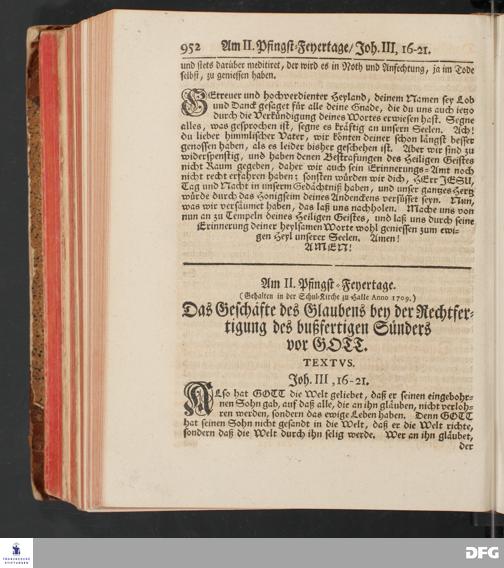 952 Am II. Pfingst-Feyertage/ Joh. III, 16-21.
und stets darüber meditiret, der wird es in Noth und Anfechtung, ja im Tode
selbst, zu geniessen haben.
GEtreuer und hochverdienter Heyland, deinem Namen sey Lob
und Danck gesaget für alle deine Gnade, die du uns auch ietzo
durch die Verkündigung deines Wortes erwiesen hast. Segne
alles, was gesprochen ist, segne es kräftig an unsern Seelen. Ach!
du lieber himmlischer Vater, wir könten deiner schon längst besser
genossen haben, als es leider bisher geschehen ist. Aber wir sind zu
widerspenstig, und haben denen Bestrafungen des Heiligen Geistes
nicht Raum gegeben, daher wir auch sein Erinnerungs-Amt noch
nicht recht erfahren haben; sonsten würden wir dich, HErr JESU,
Tag und Nacht in unserm Gedächtniß haben, und unser gantzes Hertz
würde durch das Honigseim deines Andenckens versüsset seyn. Nun,
was wir versäumet haben, das laß uns nachholen. Mache uns von
nun an zu Tempeln deines Heiligen Geistes, und laß uns durch seine
Erinnerung deiner heylsamen Worte wohl geniessen zum ewi-
gen Heyl unserer Seelen. Amen!
AMEN!
Am II. Pfingst-Feyertage.
(Gehalten in der Schul-Kirche zu Halle Anno 1709.)
Das Geschäfte des Glaubens bey der Rechtfer-
tigung des bußfertigen Sünders
vor GOTT.
TEXTVS.
Joh. III, 16-21.
ALso hat GOTT die Welt geliebet, daß er seinen eingebohr-
nen Sohn gab, auf daß alle, die an ihn gläuben, nicht verloh-
ren werden, sondern das ewige Leben haben. Denn GOTT
hat seinen Sohn nicht gesandt in die Welt, daß er die Welt richte,
sondern daß die Welt durch ihn selig werde. Wer an ihn gläubet,
der
FRANCKESCHE
STIFTUNGEN
DFG